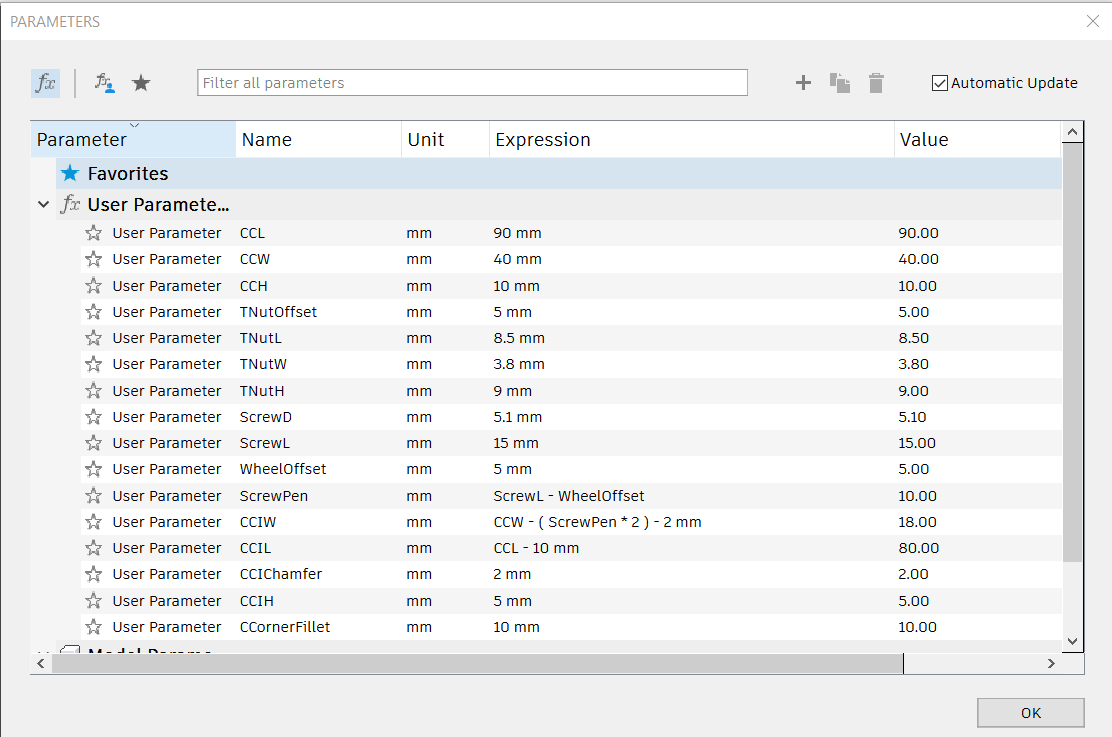 PARAMETERS
fx Filter all parameters Automatic Update
Parameter Name Unit Expression Value
Favorites
fx User Paramete...
User Parameter CCL mm 90 mm 90.00
User Parameter CCW mm 40 mm 40.00
User Parameter CCH mm 10 mm 10.00
User Parameter TNutOffset mm 5 mm 5.00
User Parameter TNutL mm 8.5 mm 8.50
User Parameter TNutW mm 3.8 mm 3.80
User Parameter TNutH mm 9 mm 9.00
User Parameter ScrewD mm 5.1 mm 5.10
User Parameter ScrewL mm 15 mm 15.00
User Parameter WheelOffset mm 5 mm 5.00
User Parameter ScrewPen mm ScrewL - WheelOffset 10.00
User Parameter CCIW mm CCW - ( ScrewPen * 2 ) - 2 mm 18.00
User Parameter CCIL mm CCL - 10 mm 80.00
User Parameter CCIChamfer mm 2 mm 2.00
User Parameter CCIH mm 5 mm 5.00
User Parameter CCornerFillet mm 10 mm 10.00
OK